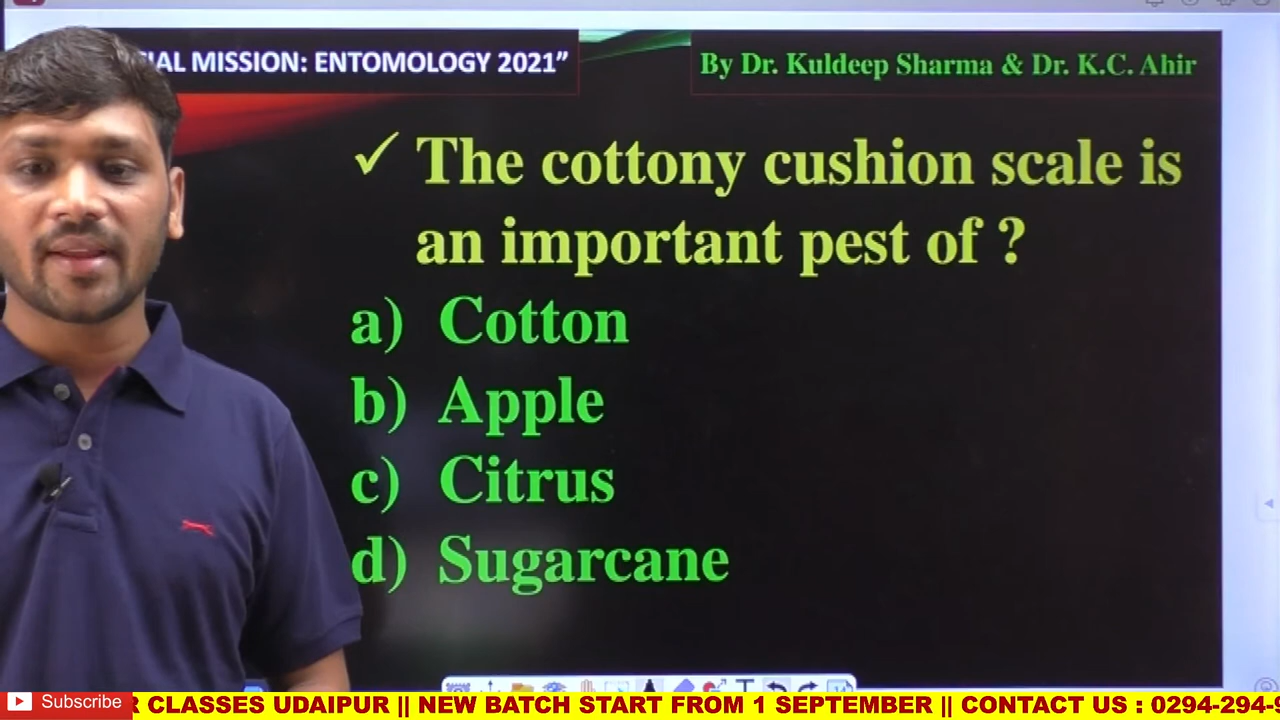 IAL MISSION: ENTOMOLOGY 2021”
By Dr. Kuldeep Sharma & Dr. K.C. Ahir
✓ The cottony cushion scale is
an important pest of ?
a) Cotton
b) Apple
c) Citrus
d) Sugarcane
Subscribe
R CLASSES UDAIPUR || NEW BATCH START FROM 1 SEPTEMBER || CONTACT US : 0294-294-